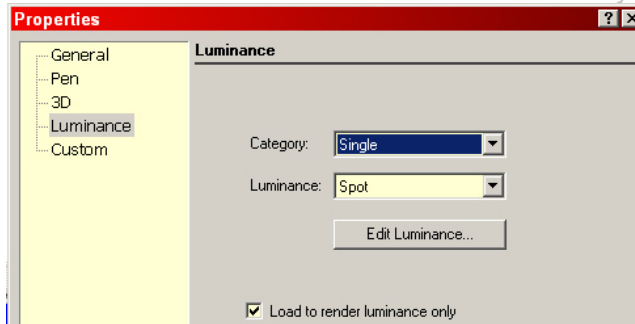 Properties
General
Pen
3D
Luminance
Custom
Luminance
Category: Single
Luminance: Spot
Edit Luminance...
Load to render luminance only